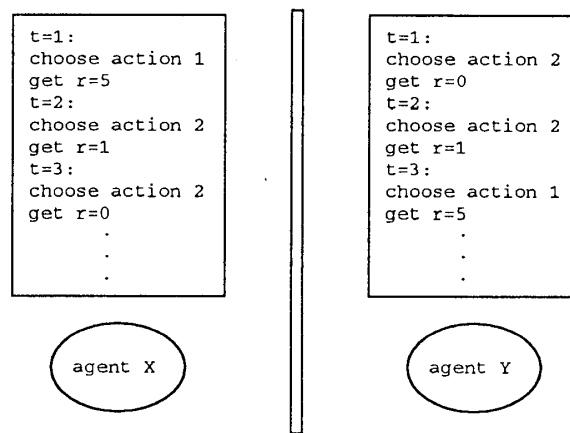 t=1:
choose action 1
get r=5
t=2:
choose action 2
get r=1
t=3:
choose action 2
get r=0
.
.
.
agent X
t=1:
choose action 2
get r=0
t=2:
choose action 2
get r=1
t=3:
choose action 1
get r=5
.
.
.
agent Y